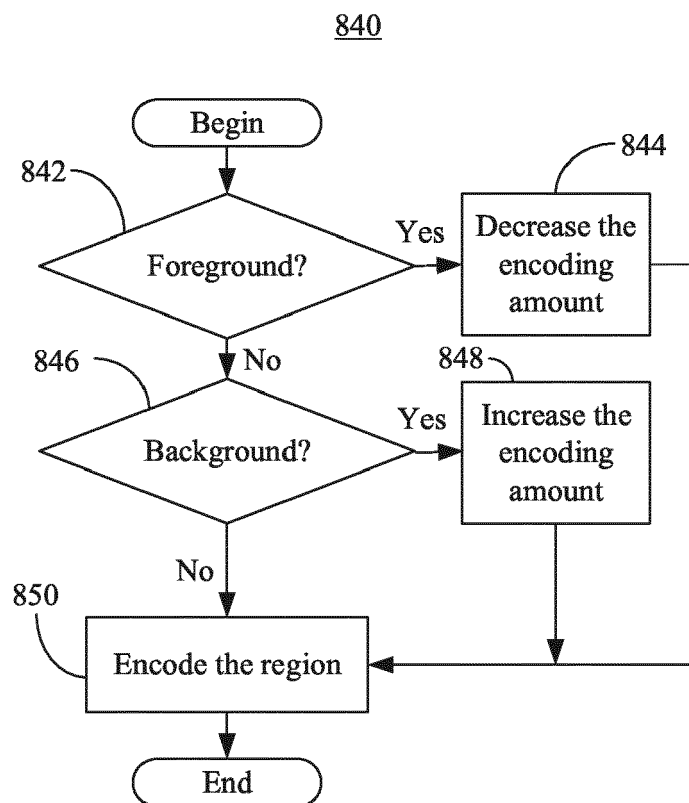 840
Begin
842
Foreground?
Yes
844
Decrease the
encoding
amount
No
846
Background?
Yes
848
Increase the
encoding
amount
No
850
Encode the region
End